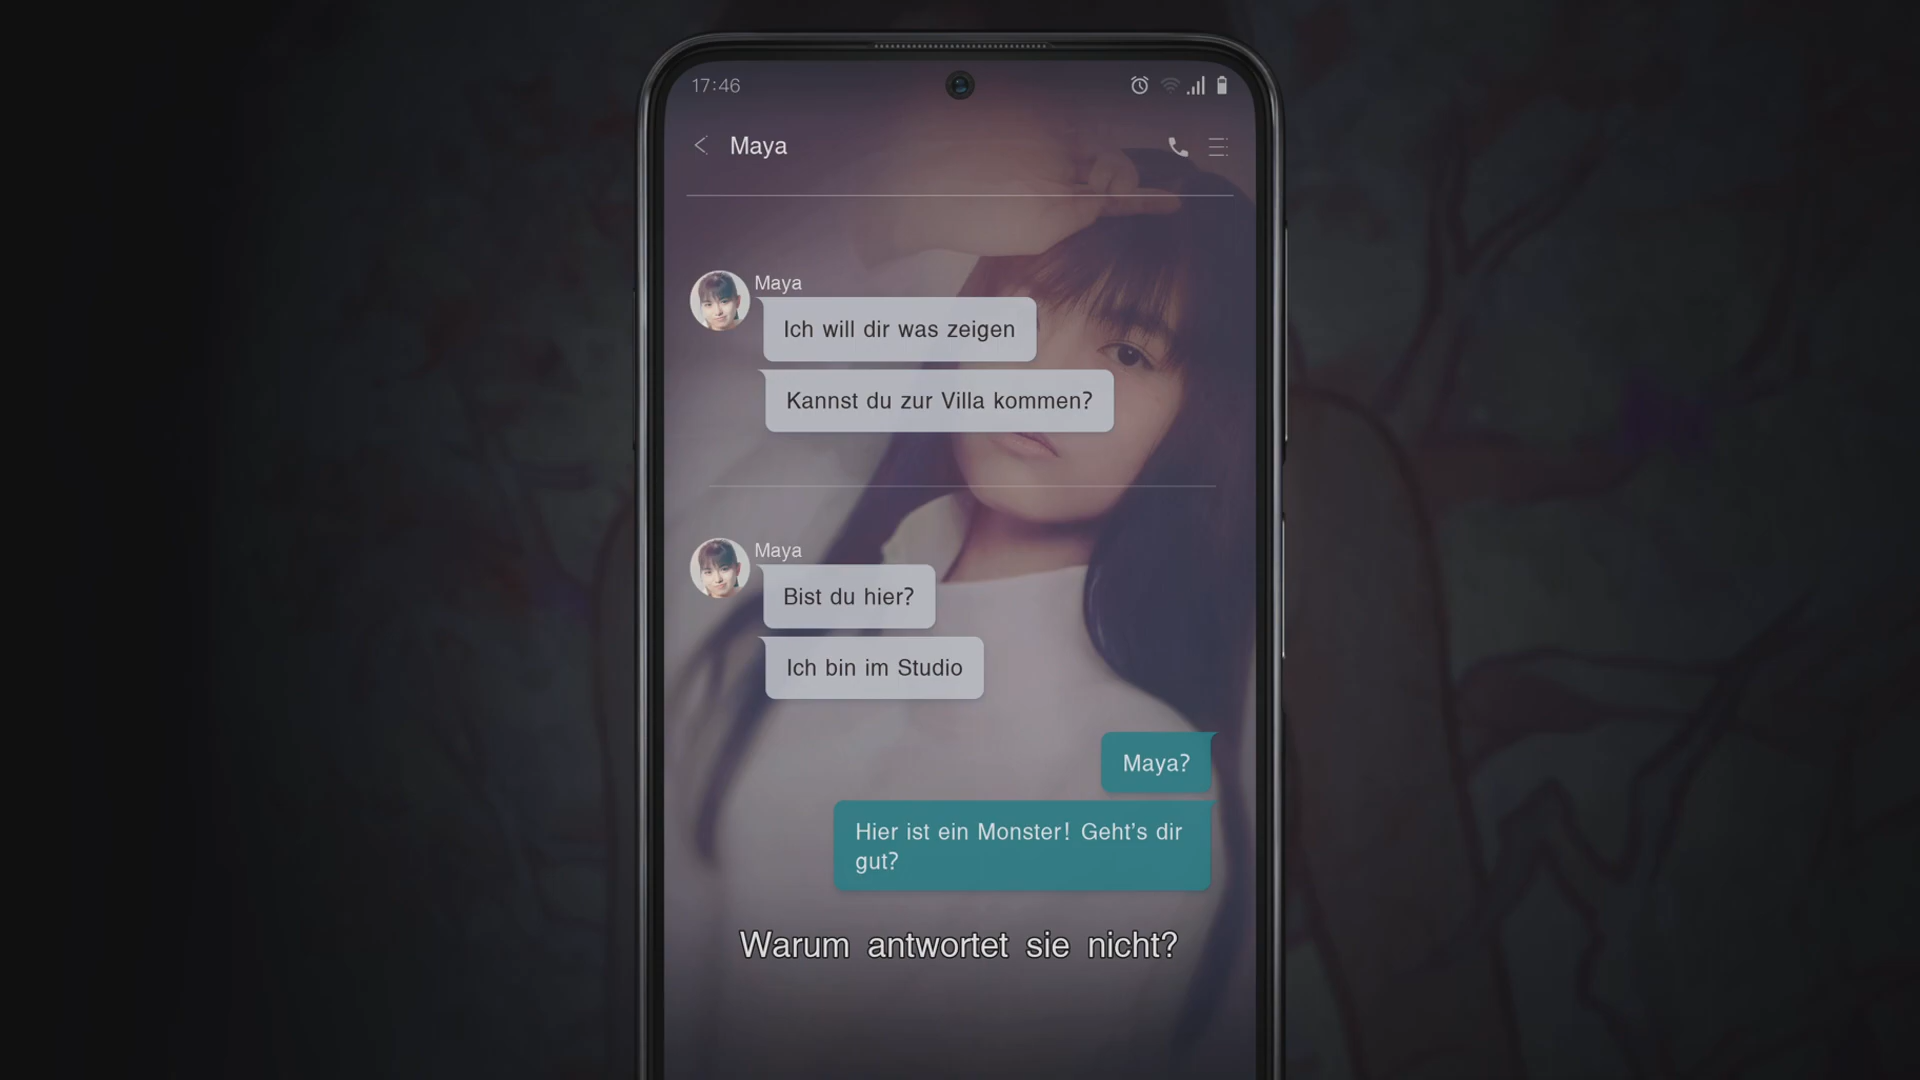 17:46
Maya
Maya
Ich will dir was zeigen
Kannst du zur Villa kommen?
Maya
Bist du hier?
Ich bin im Studio
Maya?
Hier ist ein Monster! Geht's dir
gut?
Warum antwortet sie nicht?